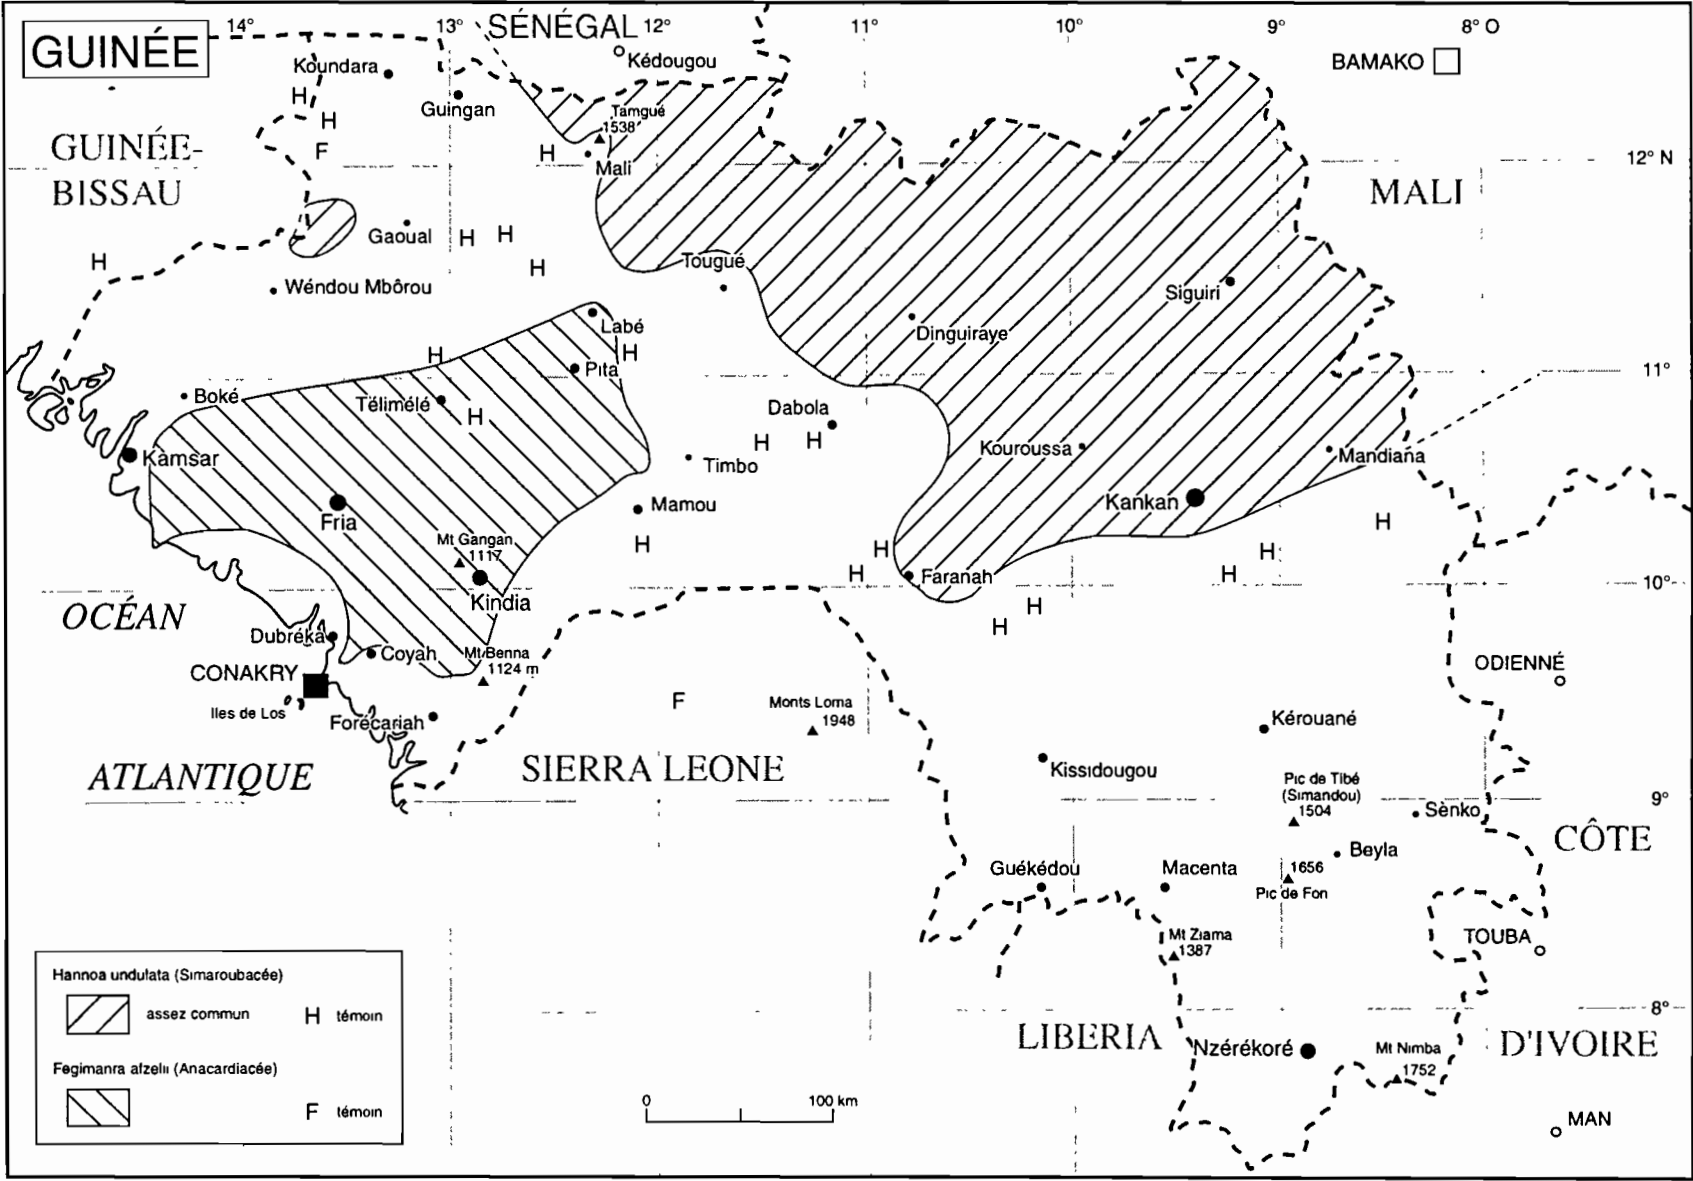 14°
13°
12°
11°
10°
9°
8° O
GUINÉE
SÉNÉGAL
Kédougou
BAMAKO
Koundara
Guingan
H
H
F
Tamgué
1538
H
Mali
12° N
GUINÉE-
BISSAU
MALI
Gaoual
H
H
H
H
Tougué
Wéndou Mbôrou
Siguiri
Labé
Dinguiraye
H
H
Pita
11°
Boké
Télimélé
H
Dabola
H
H
Kouroussa
Mandiana
Kamsar
Timbo
Kankan
Mamou
Fria
H
Mt Gangan
1117
H
H
H
H
H
Faranah
10°
Kindia
H
H
OCÉAN
Dubréka
Coyah
Mt Benna
1124 m
CONAKRY
ODIENNÉ
Iles de Los
Forécariah
F
Monts Loma
1948
Kérouané
ATLANTIQUE
SIERRA LEONE
Kissidougou
Pic de Tibé
(Simandou)
1504
9°
Sènko
CÔTE
Beyla
Guékédou
Macenta
1656
Pic de Fon
Mt Ziama
1387
TOUBA
8°
LIBERIA
Nzérékoré
Mt Nimba
1752
D'IVOIRE
MAN
Hannoa undulata (Simaroubacée)
assez commun H témoin
Fegimanra afzelii (Anacardiacée)
F témoin
0 100 km